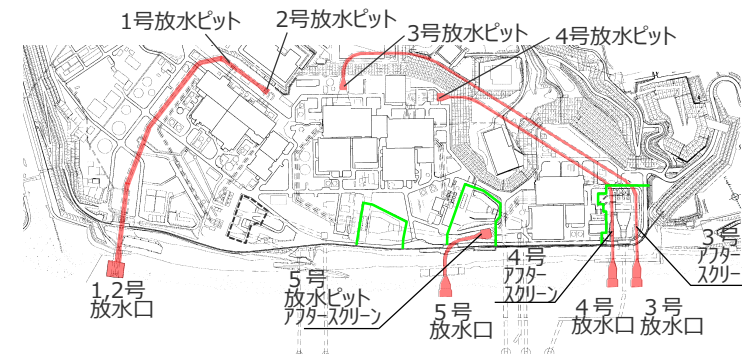 1号放水ピット
2号放水ピット
3号放水ピット
4号放水ピット
1,2号
放水口
5号
放水ピット
アフタースクリーン
5号
放水口
4号
アフター
スクリーン
4号
放水口
3号
放水口
3号
アフター
スクリー